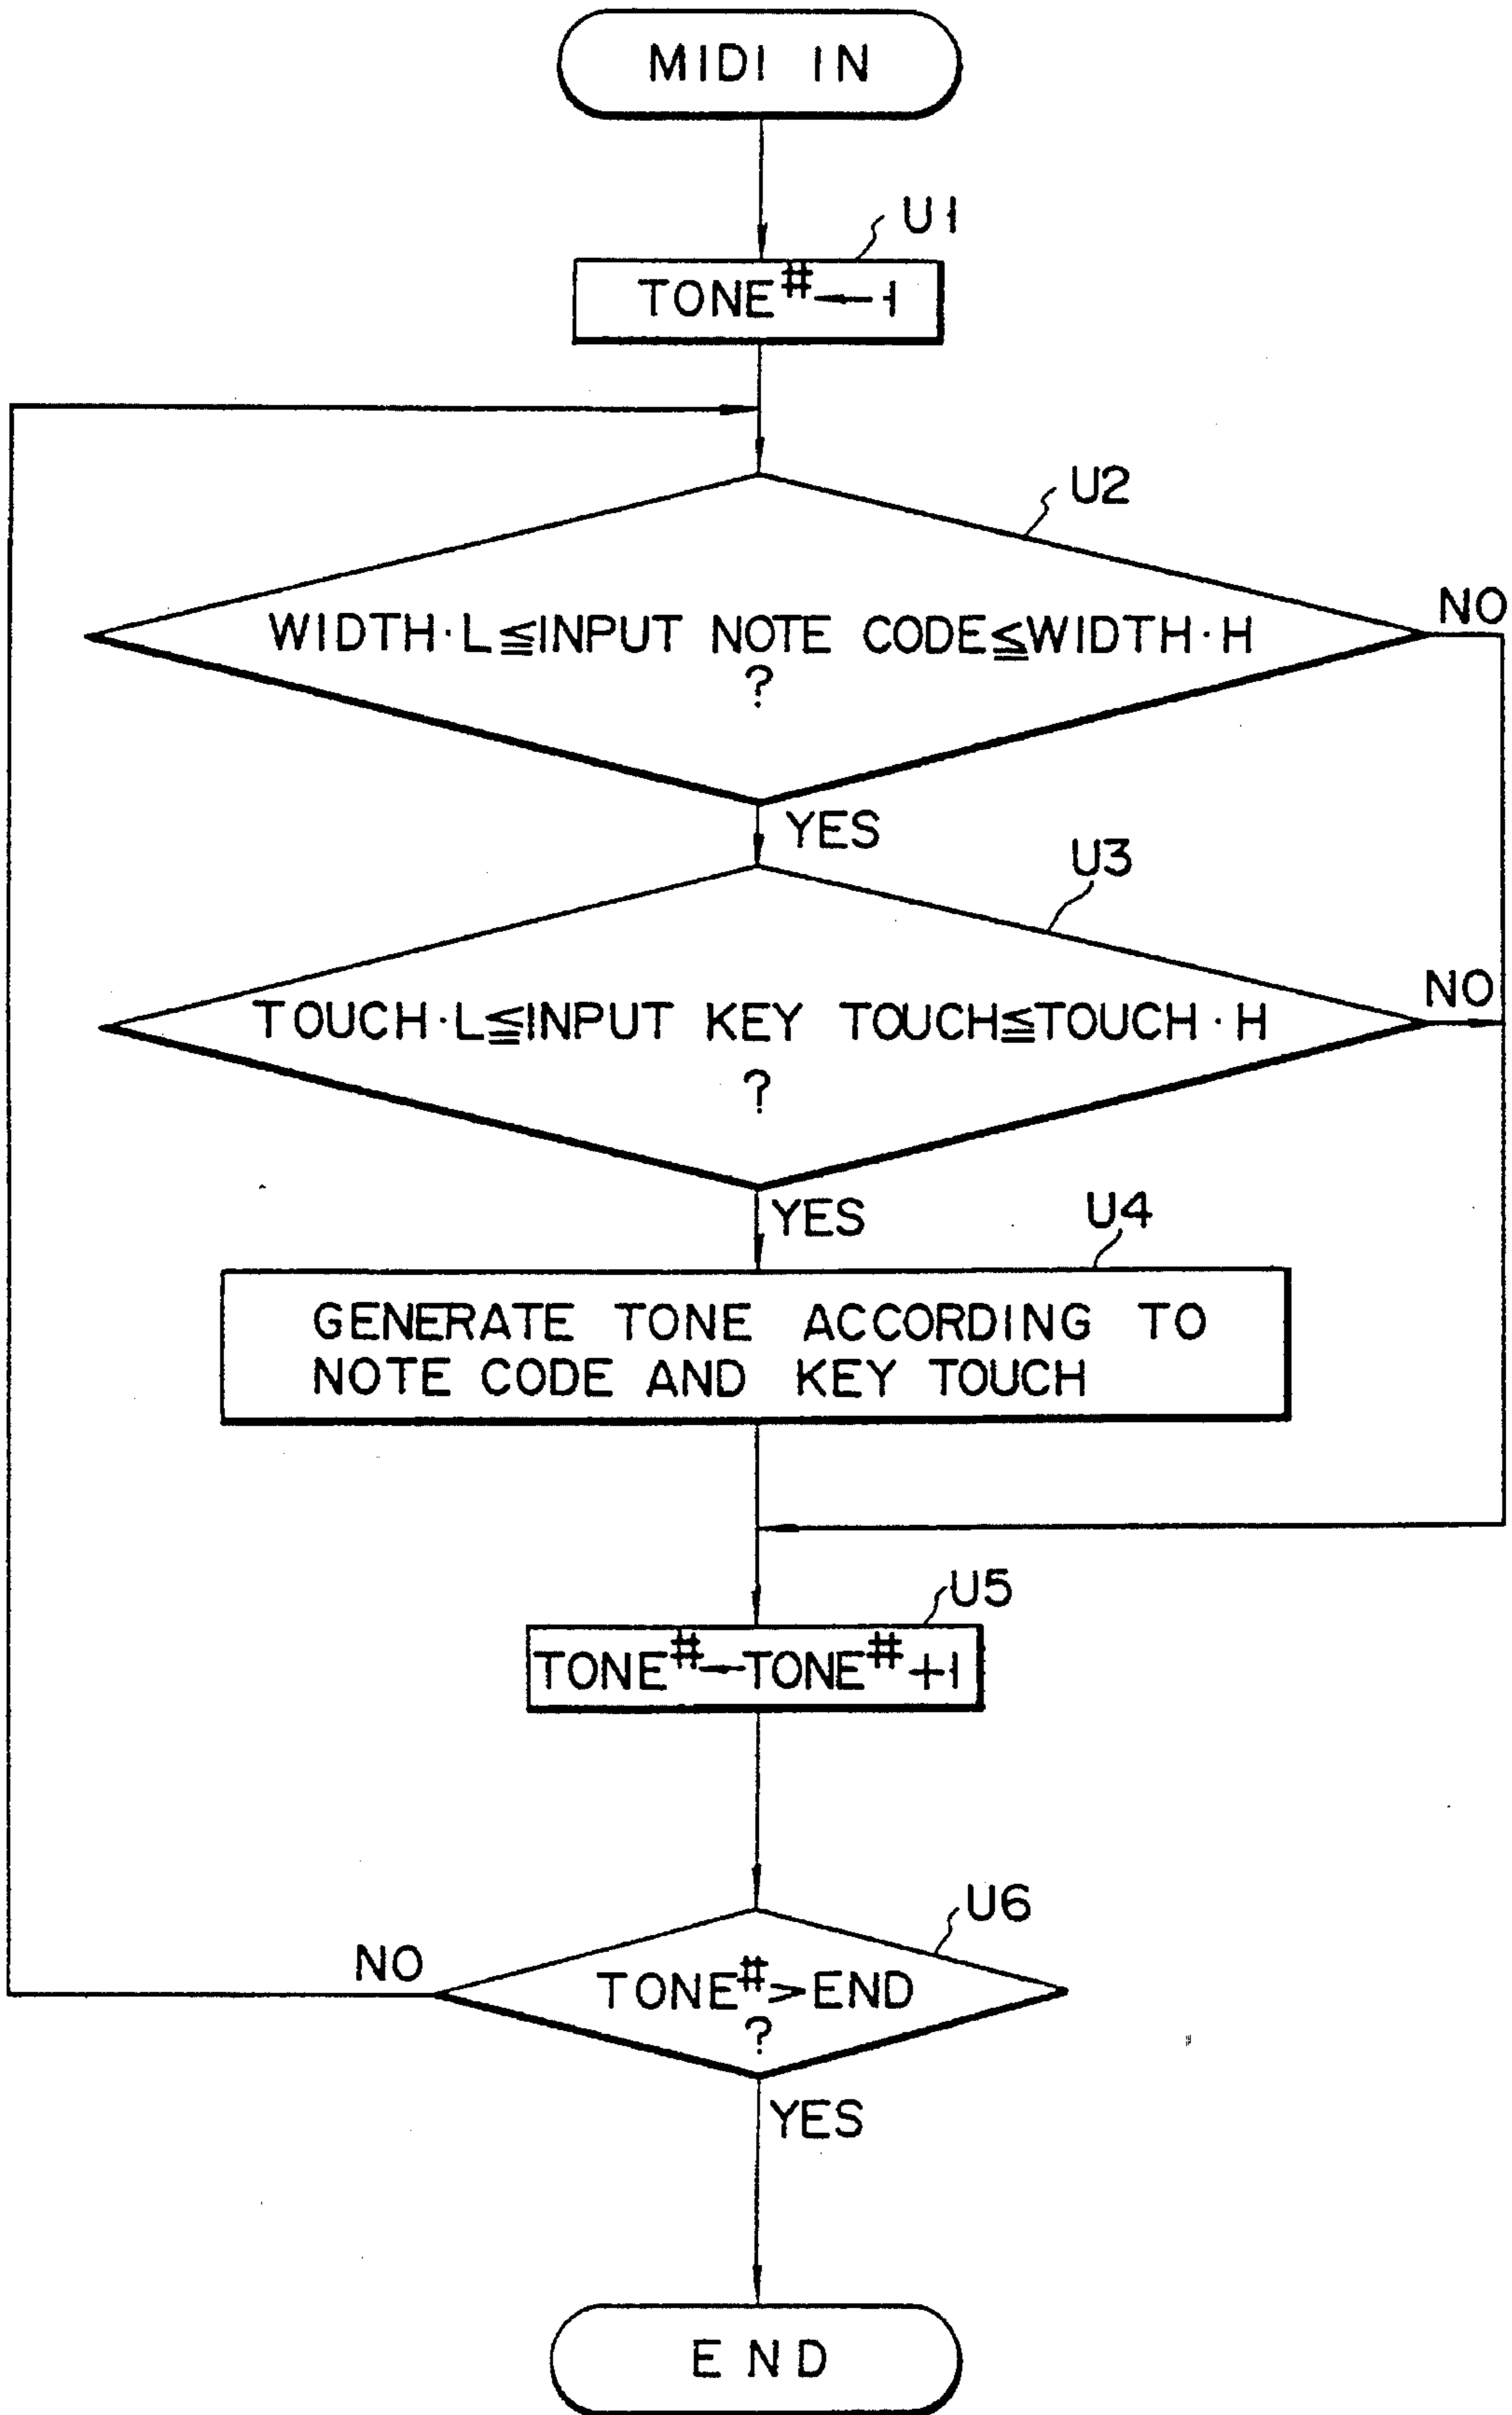 MIDI IN
U1
TONE#←1
U2
WIDTH·L≦INPUT NOTE CODE≦WIDTH·H
?
NO
YES
U3
TOUCH·L≦INPUT KEY TOUCH≦TOUCH·H
?
NO
YES
U4
GENERATE TONE ACCORDING TO
NOTE CODE AND KEY TOUCH
U5
TONE#←TONE#+1
U6
NO
TONE#>END
?
YES
END